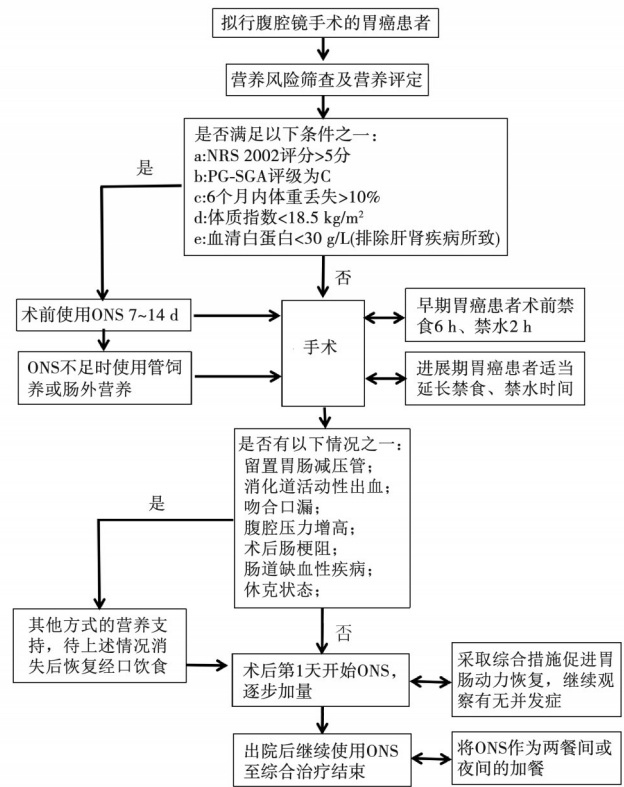 拟行腹腔镜手术的胃癌患者
营养风险筛查及营养评定
是否满足以下条件之一：
a:NRS 2002评分>5分
b:PG-SGA评级为C
c:6个月内体重丢失>10%
d:体质指数<18.5 kg/m²
e:血清白蛋白<30 g/L(排除肝肾疾病所致)
是
否
术前使用ONS 7~14 d
ONS不足时使用管饲
养或肠外营养
手术
早期胃癌患者术前禁
食6 h、禁水2 h
进展期胃癌患者适当
延长禁食、禁水时间
是否有以下情况之一：
留置胃肠减压管；
消化道活动性出血；
吻合口漏；
腹腔压力增高；
术后肠梗阻；
肠道缺血性疾病；
休克状态；
是
否
其他方式的营养支
持，待上述情况消
失后恢复经口饮食
术后第1天开始ONS，
逐步加量
采取综合措施促进胃
肠动力恢复，继续观
察有无并发症
出院后继续使用ONS
至综合治疗结束
将ONS作为两餐间或
夜间的加餐